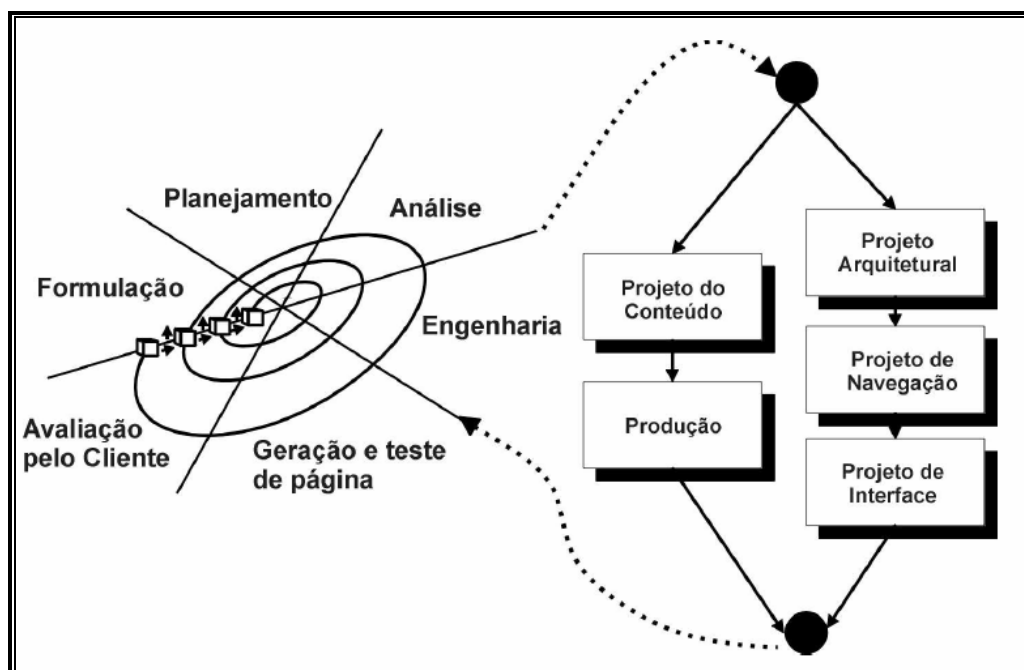 Planejamento
Análise
Formulação
Engenharia
Avaliação
pelo Cliente
Geração e teste
de página
Projeto do
Conteúdo
Produção
Projeto
Arquitetural
Projeto de
Navegação
Projeto de
Interface